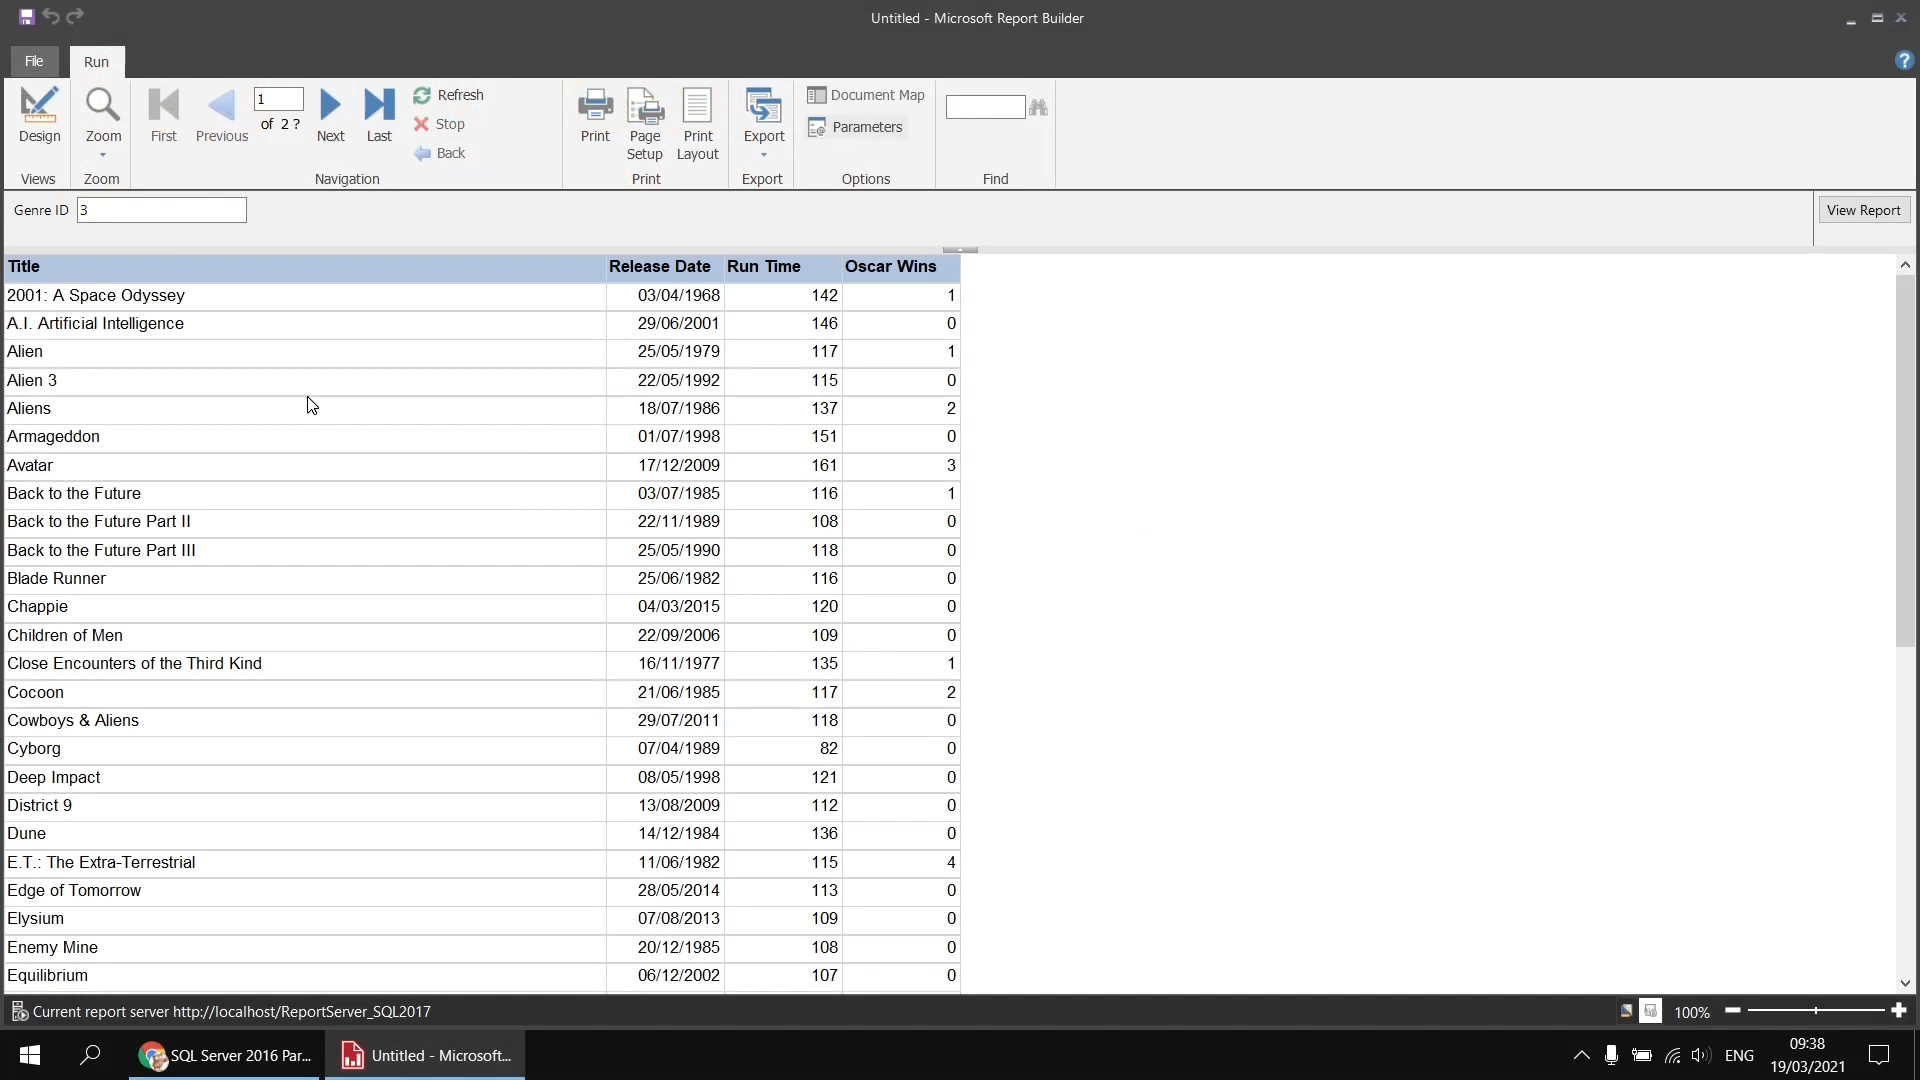 Untitled - Microsoft Report Builder
File
Run
Design
Zoom
First
Previous
1
of 2 ?
Next
Last
Refresh
Stop
Back
Print
Page
Setup
Print
Layout
Export
Document Map
Parameters
Views
Zoom
Navigation
Print
Export
Options
Find
Genre ID 3
View Report
Title Release Date Run Time Oscar Wins
2001: A Space Odyssey 03/04/1968 142 1
A.I. Artificial Intelligence 29/06/2001 146 0
Alien 25/05/1979 117 1
Alien 3 22/05/1992 115 0
Aliens 18/07/1986 137 2
Armageddon 01/07/1998 151 0
Avatar 17/12/2009 161 3
Back to the Future 03/07/1985 116 1
Back to the Future Part II 22/11/1989 108 0
Back to the Future Part III 25/05/1990 118 0
Blade Runner 25/06/1982 116 0
Chappie 04/03/2015 120 0
Children of Men 22/09/2006 109 0
Close Encounters of the Third Kind 16/11/1977 135 1
Cocoon 21/06/1985 117 2
Cowboys & Aliens 29/07/2011 118 0
Cyborg 07/04/1989 82 0
Deep Impact 08/05/1998 121 0
District 9 13/08/2009 112 0
Dune 14/12/1984 136 0
E.T.: The Extra-Terrestrial 11/06/1982 115 4
Edge of Tomorrow 28/05/2014 113 0
Elysium 07/08/2013 109 0
Enemy Mine 20/12/1985 108 0
Equilibrium 06/12/2002 107 0
Current report server http://localhost/ReportServer_SQL2017
100%
SQL Server 2016 Par...
Untitled - Microsoft...
ENG
09:38
19/03/2021